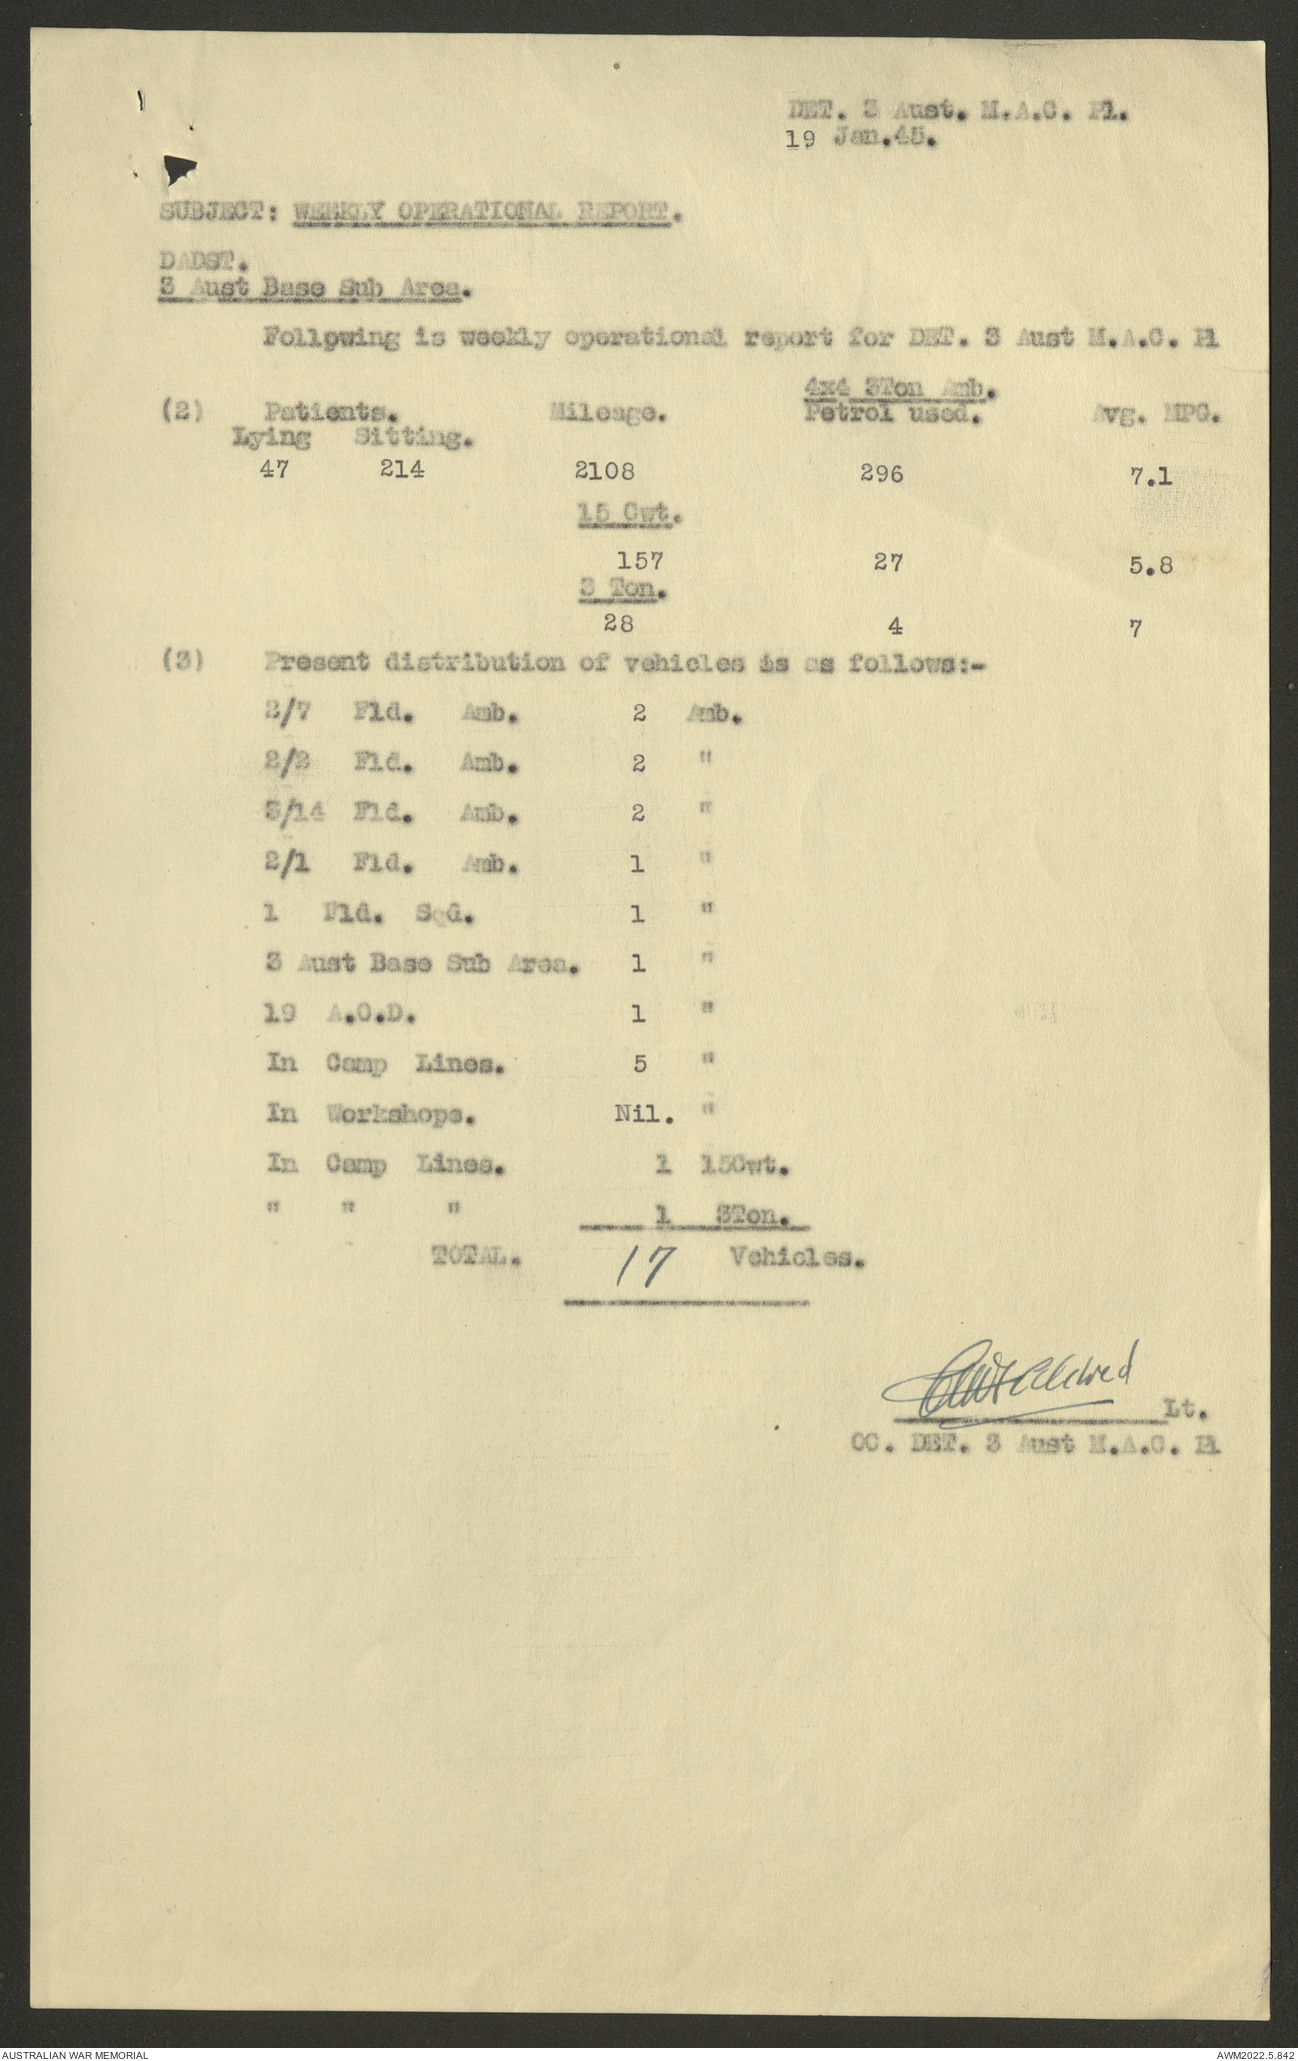 DET. 3 Aust. M.A.C. Pl.
19 Jan.45.
SUBJECT: WEEKLY OPERATIONAL REPORT.
DADST.
3 Aust Base Sub Area.
Following is weekly operational report for DET. 3 Aust M.A.C. Pl
4x4 3Ton Amb.
(2) Patients. Mileage. Petrol used. Avg. MPG.
Lying Sitting.
47 214 2108 296 7.1
15 Cwt.
157 27 5.8
3 Ton.
28 4 7
(3) Present distribution of vehicles is as follows:-
2/7 Fld. Amb. 2 Amb.
2/2 Fld. Amb. 2 "
3/14 Fld. Amb. 2 "
2/1 Fld. Amb. 1 "
1 Fld. Sqd. 1 "
3 Aust Base Sub Area. 1 "
19 A.O.D. 1 "
In Camp Lines. 5 "
In Workshops. Nil. "
In Camp Lines. 1 15Cwt.
" " " 1 3Ton.
TOTAL. 17 Vehicles.
Lt.
OC. DET. 3 Aust M.A.C. Pl
AUSTRALIAN WAR MEMORIAL AWM2022.5.842